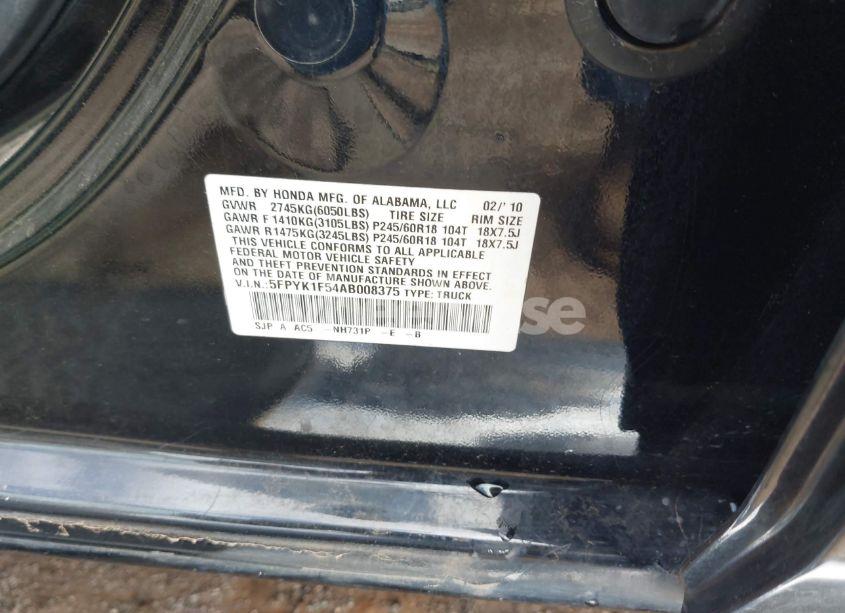 MFD. BY HONDA MFG. OF ALABAMA, LLC 02/' 10
GVWR 2745KG(6050LBS) TIRE SIZE RIM SIZE
GAWR F 1410KG(3105LBS) P245/60R18 104T 18X7.5J
GAWR R1475KG(3245LBS) P245/60R18 104T 18X7.5J
THIS VEHICLE CONFORMS TO ALL APPLICABLE
FEDERAL MOTOR VEHICLE SAFETY
AND THEFT PREVENTION STANDARDS IN EFFECT
ON THE DATE OF MANUFACTURE SHOWN ABOVE.
V.I.N.:5FPYK1F54AB008375 TYPE: TRUCK
SJP A AC5 -NH731P -E -B